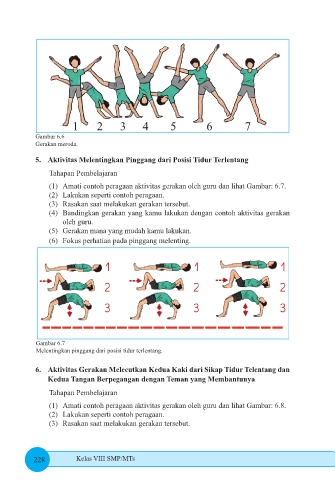 1 2 3 4 5 6 7
Gambar 6.6
Gerakan meroda.
5. Aktivitas Melentingkan Pinggang dari Posisi Tidur Terlentang
Tahapan Pembelajaran
(1) Amati contoh peragaan aktivitas gerakan oleh guru dan lihat Gambar: 6.7.
(2) Lakukan seperti contoh peragaan.
(3) Rasakan saat melakukan gerakan tersebut.
(4) Bandingkan gerakan yang kamu lakukan dengan contoh aktivitas gerakan
oleh guru.
(5) Gerakan mana yang mudah kamu lakukan.
(6) Fokus perhatian pada pinggang melenting.
1 1 1
2 2 2
3 3 3
Gambar 6.7
Melentingkan pinggang dari posisi tidur terlentang.
6. Aktivitas Gerakan Melecutkan Kedua Kaki dari Sikap Tidur Telentang dan
Kedua Tangan Berpegangan dengan Teman yang Membantunya
Tahapan Pembelajaran
(1) Amati contoh peragaan aktivitas gerakan oleh guru dan lihat Gambar: 6.8.
(2) Lakukan seperti contoh peragaan.
(3) Rasakan saat melakukan gerakan tersebut.
228 Kelas VIII SMP/MTs